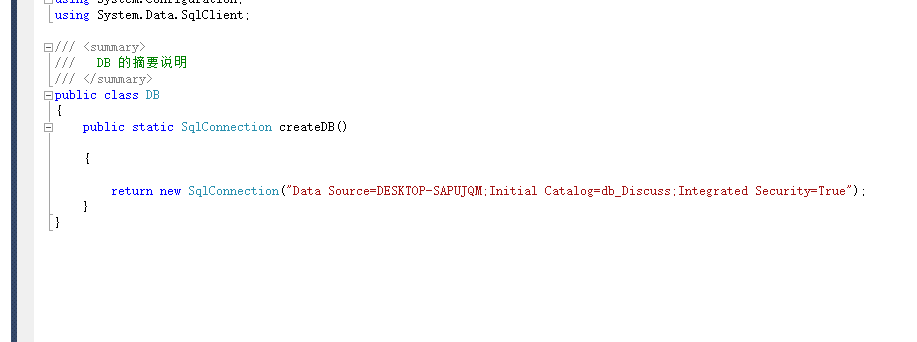 using System.Configuration;
using System.Data.SqlClient;
/// <summary>
/// DB 的摘要说明
/// </summary>
public class DB
{
public static SqlConnection createDB()
{
return new SqlConnection("Data Source=DESKTOP-SAPUJQM;Initial Catalog=db_Discuss;Integrated Security=True");
}
}